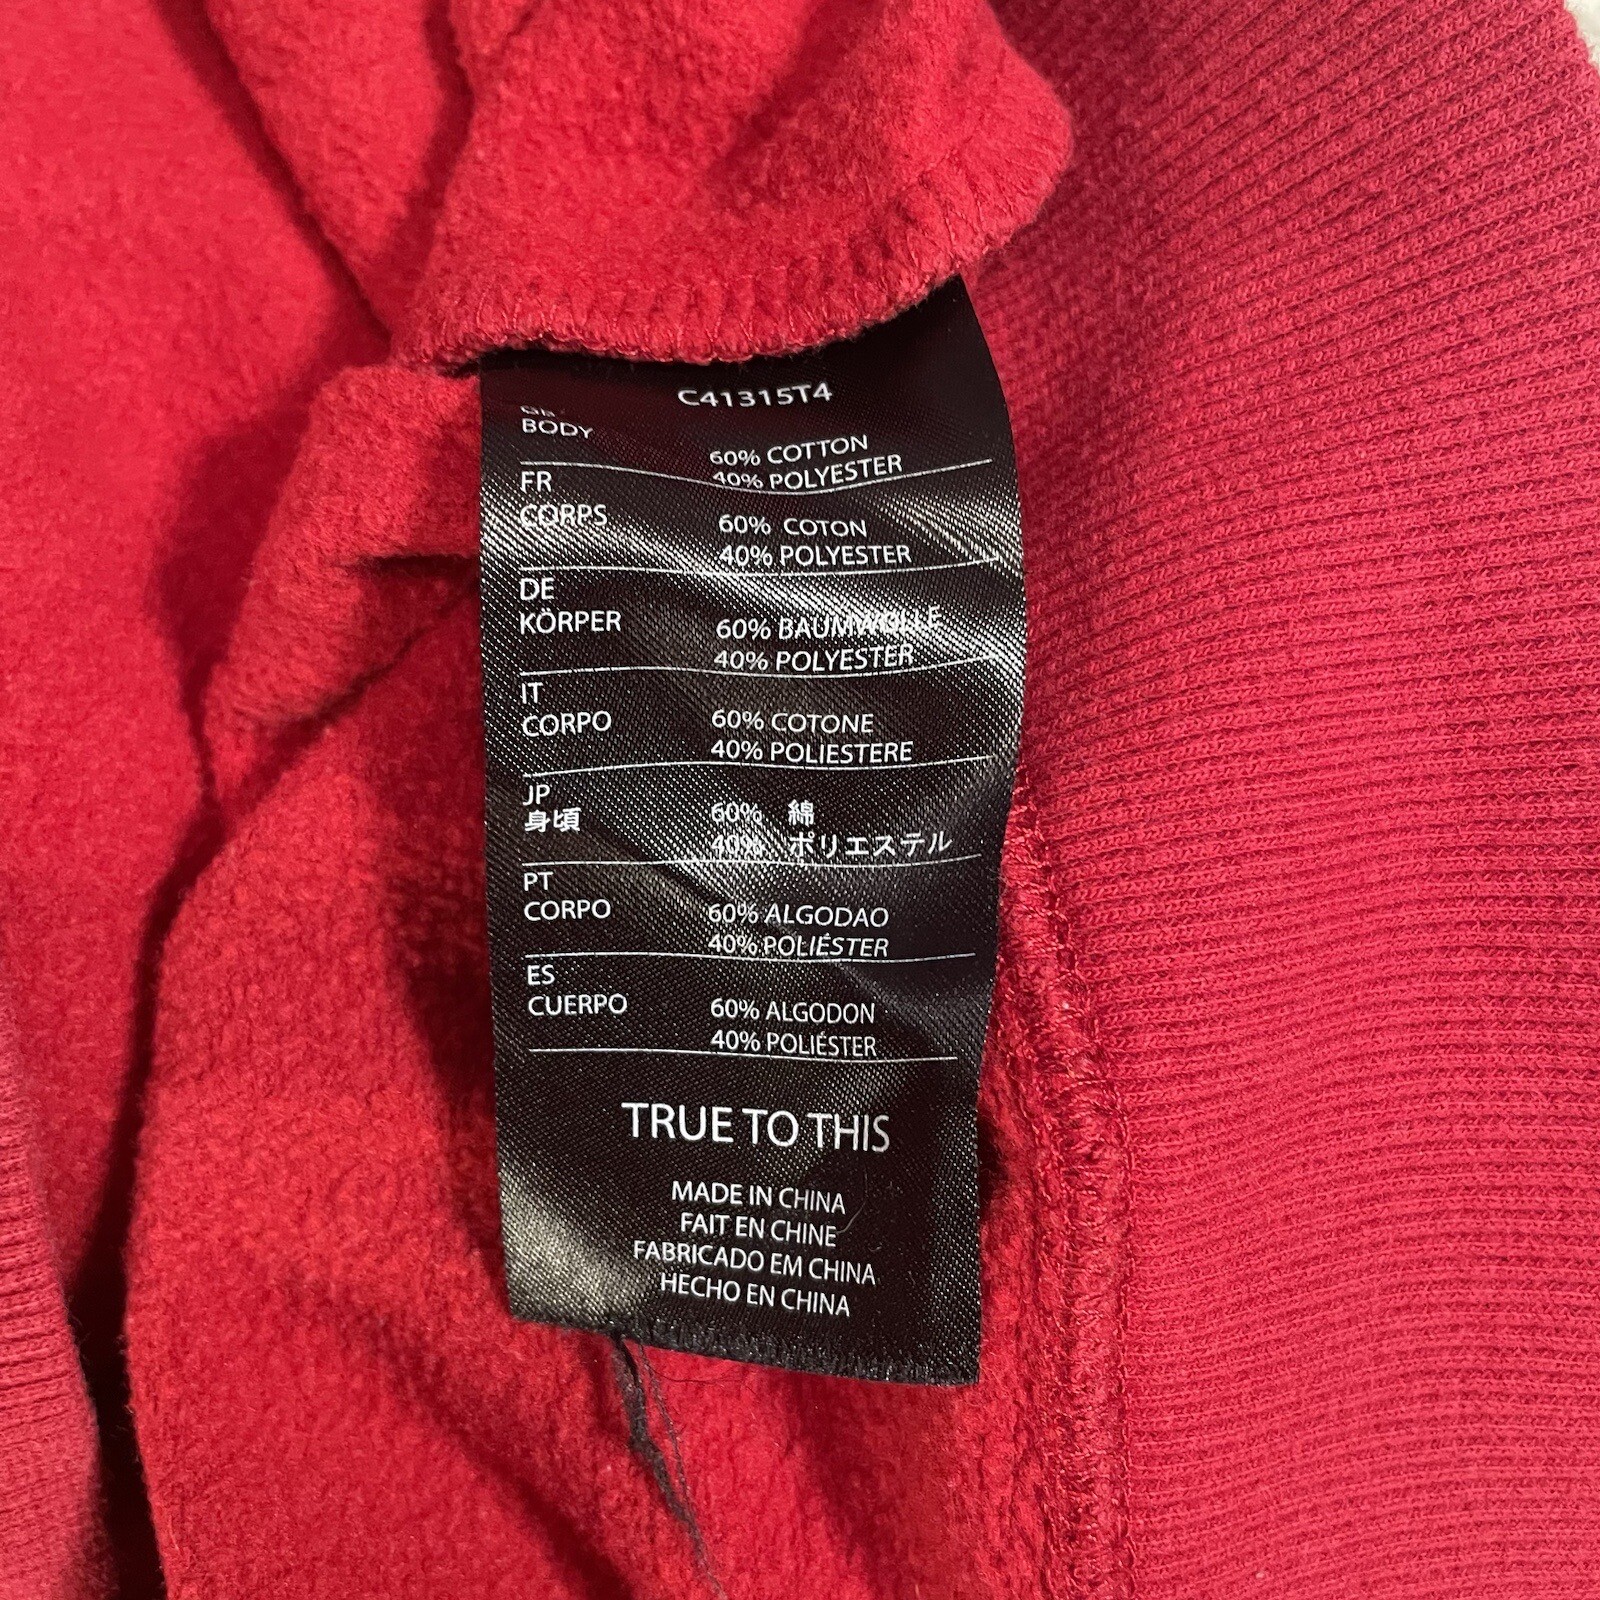 C41315T4
BODY
60% COTTON
40% POLYESTER
FR
CORPS
60% COTON
40% POLYESTER
DE
KÖRPER
60% BAUMWOLLE
40% POLYESTER
IT
CORPO
60% COTONE
40% POLIESTERE
JP
身頃
60% 綿
40% ポリエステル
PT
CORPO
60% ALGODAO
40% POLIÉSTER
ES
CUERPO
60% ALGODON
40% POLIÉSTER
TRUE TO THIS
MADE IN CHINA
FAIT EN CHINE
FABRICADO EM CHINA
HECHO EN CHINA